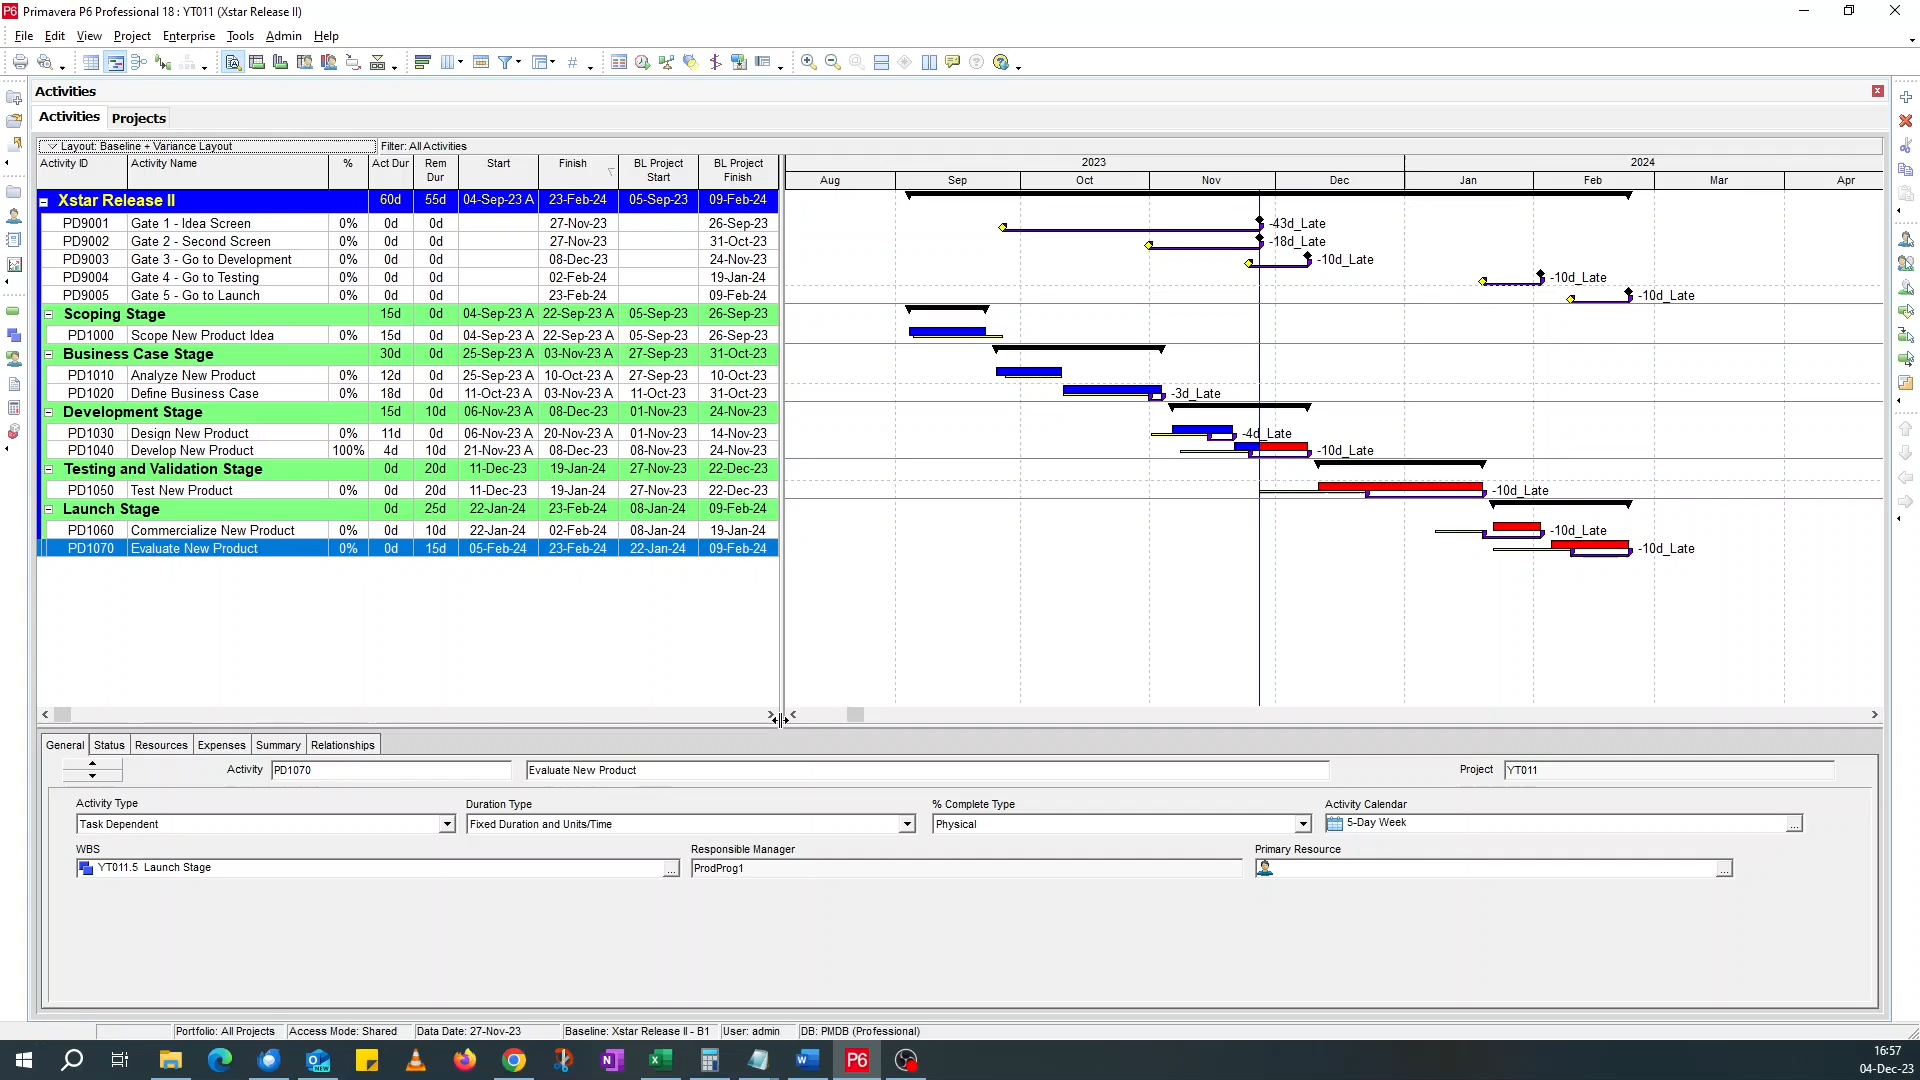 Primavera P6 Professional 18 : YT011 (Xstar Release II)
File Edit View Project Enterprise Tools Admin Help
Activities
Activities Projects
Layout: Baseline + Variance Layout Filter: All Activities
Activity ID Activity Name % Act Dur Rem Dur Start Finish BL Project Start BL Project Finish
2023 2024
Aug Sep Oct Nov Dec Jan Feb Mar Apr
Xstar Release II 60d 55d 04-Sep-23 A 23-Feb-24 05-Sep-23 09-Feb-24
PD9001 Gate 1 - Idea Screen 0% 0d 0d 27-Nov-23 26-Sep-23 -43d_Late
PD9002 Gate 2 - Second Screen 0% 0d 0d 27-Nov-23 31-Oct-23 -18d_Late
PD9003 Gate 3 - Go to Development 0% 0d 0d 08-Dec-23 24-Nov-23 -10d_Late
PD9004 Gate 4 - Go to Testing 0% 0d 0d 02-Feb-24 19-Jan-24 -10d_Late
PD9005 Gate 5 - Go to Launch 0% 0d 0d 23-Feb-24 09-Feb-24 -10d_Late
Scoping Stage 15d 0d 04-Sep-23 A 22-Sep-23 A 05-Sep-23 26-Sep-23
PD1000 Scope New Product Idea 0% 15d 0d 04-Sep-23 A 22-Sep-23 A 05-Sep-23 26-Sep-23
Business Case Stage 30d 0d 25-Sep-23 A 03-Nov-23 A 27-Sep-23 31-Oct-23
PD1010 Analyze New Product 0% 12d 0d 25-Sep-23 A 10-Oct-23 A 27-Sep-23 10-Oct-23
PD1020 Define Business Case 0% 18d 0d 11-Oct-23 A 03-Nov-23 A 11-Oct-23 31-Oct-23 -3d_Late
Development Stage 15d 10d 06-Nov-23 A 08-Dec-23 01-Nov-23 24-Nov-23
PD1030 Design New Product 0% 11d 0d 06-Nov-23 A 20-Nov-23 A 01-Nov-23 14-Nov-23 -4d_Late
PD1040 Develop New Product 100% 4d 10d 21-Nov-23 A 08-Dec-23 08-Nov-23 24-Nov-23 -10d_Late
Testing and Validation Stage 0d 20d 11-Dec-23 19-Jan-24 27-Nov-23 22-Dec-23
PD1050 Test New Product 0% 0d 20d 11-Dec-23 19-Jan-24 27-Nov-23 22-Dec-23 -10d_Late
Launch Stage 0d 25d 22-Jan-24 23-Feb-24 08-Jan-24 09-Feb-24
PD1060 Commercialize New Product 0% 0d 10d 22-Jan-24 02-Feb-24 08-Jan-24 19-Jan-24 -10d_Late
PD1070 Evaluate New Product 0% 0d 15d 05-Feb-24 23-Feb-24 22-Jan-24 09-Feb-24 -10d_Late
General Status Resources Expenses Summary Relationships
Activity PD1070 Evaluate New Product Project YT011
Activity Type Duration Type % Complete Type Activity Calendar
Task Dependent Fixed Duration and Units/Time Physical 5-Day Week ...
WBS Responsible Manager Primary Resource
YT011.5 Launch Stage ... ProdProg1 ...
Portfolio: All Projects Access Mode: Shared Data Date: 27-Nov-23 Baseline: Xstar Release II - B1 User: admin DB: PMDB (Professional)
16:57
04-Dec-23